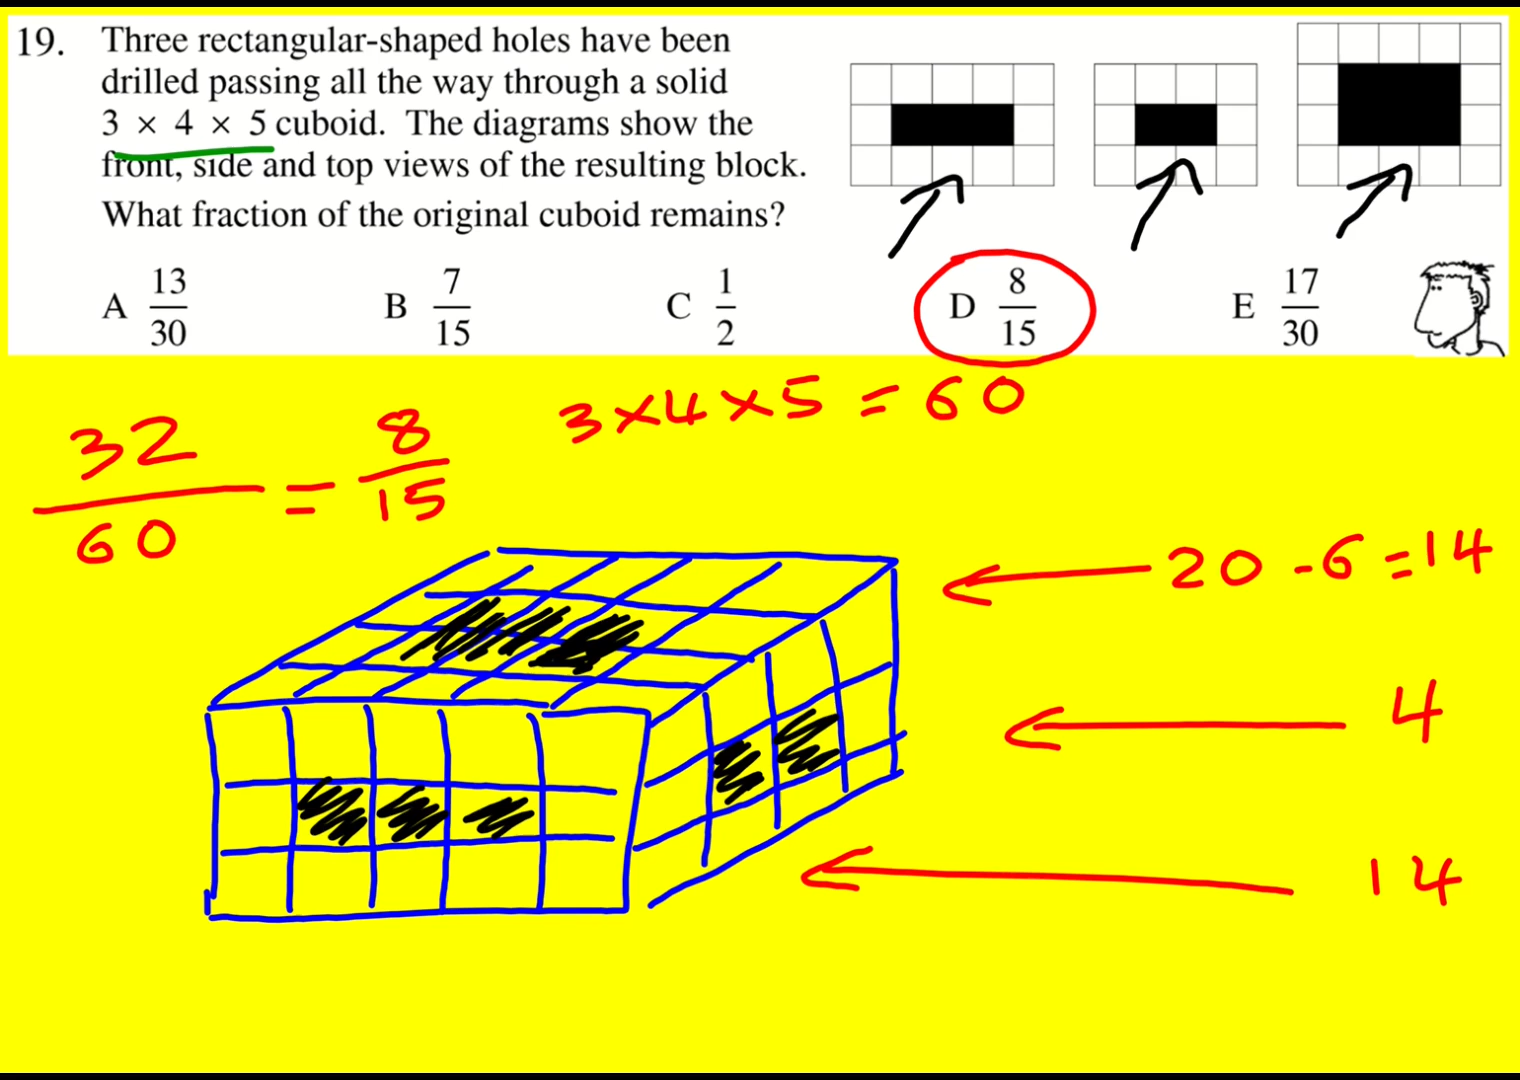 19. Three rectangular-shaped holes have been
drilled passing all the way through a solid
3 × 4 × 5 cuboid. The diagrams show the
front, side and top views of the resulting block.
What fraction of the original cuboid remains?
A 13/30 B 7/15 C 1/2 D 8/15 E 17/30
3 × 4 × 5 = 60
32/60 = 8/15
20 - 6 = 14
4
14